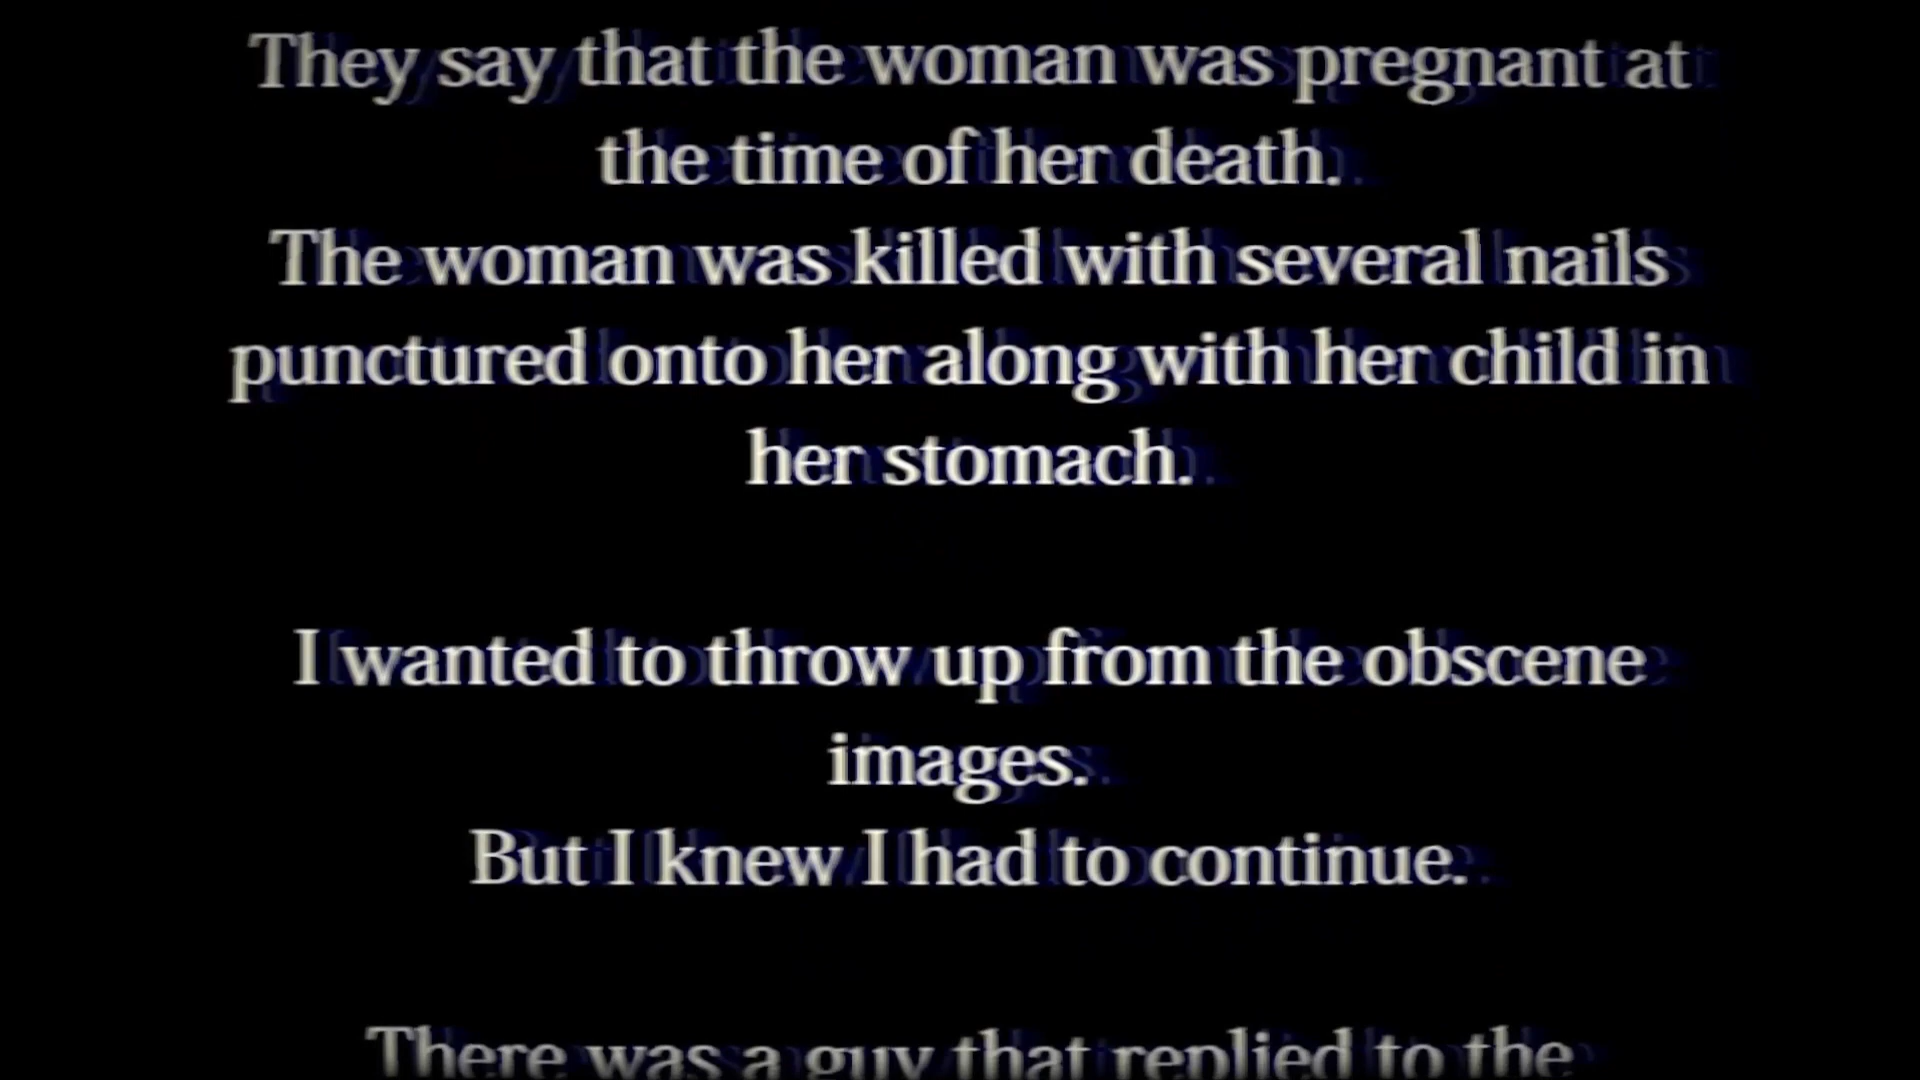 They say that the woman was pregnant at
the time of her death.
The woman was killed with several nails
punctured onto her along with her child in
her stomach.
I wanted to throw up from the obscene
images.
But I knew I had to continue.
There was a guy that replied to the